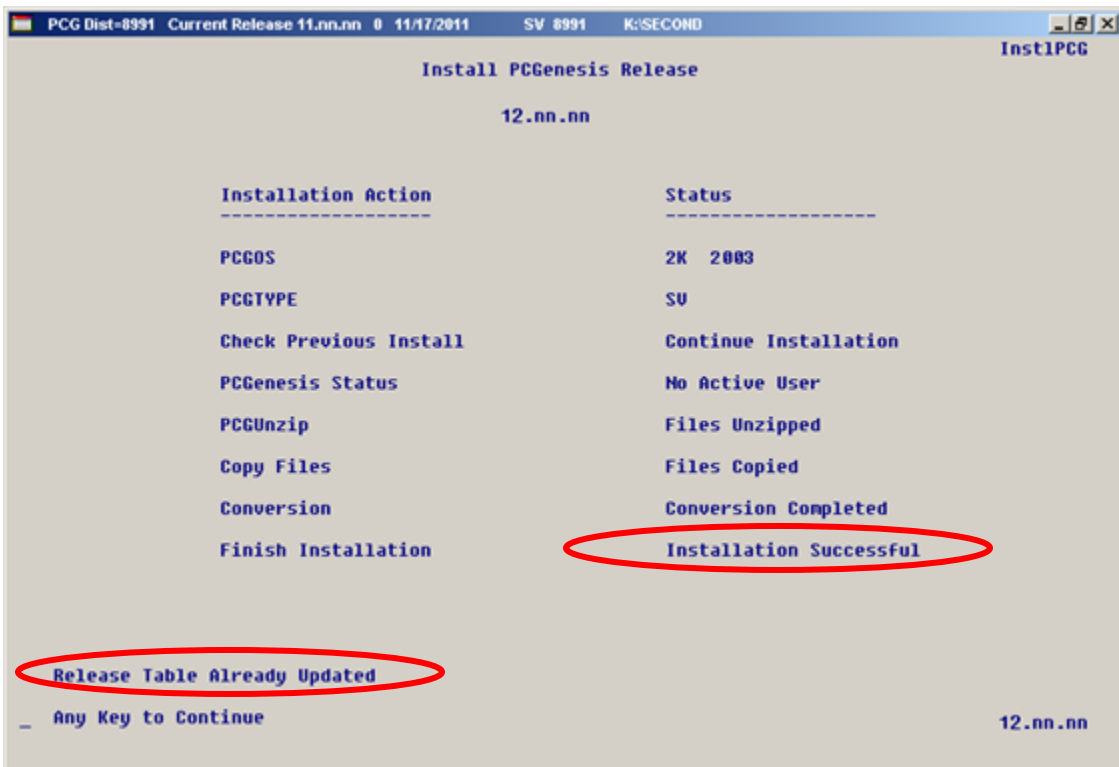 PCG Dist=8991 Current Release 11.nn.nn 0 11/17/2011 SV 8991 K:\SECOND
InstlPCG
Install PCGenesis Release
12.nn.nn
Installation Action Status
------------------- -------------------
PCGOS 2K 2003
PCGTYPE SV
Check Previous Install Continue Installation
PCGenesis Status No Active User
PCGUnzip Files Unzipped
Copy Files Files Copied
Conversion Conversion Completed
Finish Installation Installation Successful
Release Table Already Updated
_ Any Key to Continue 12.nn.nn